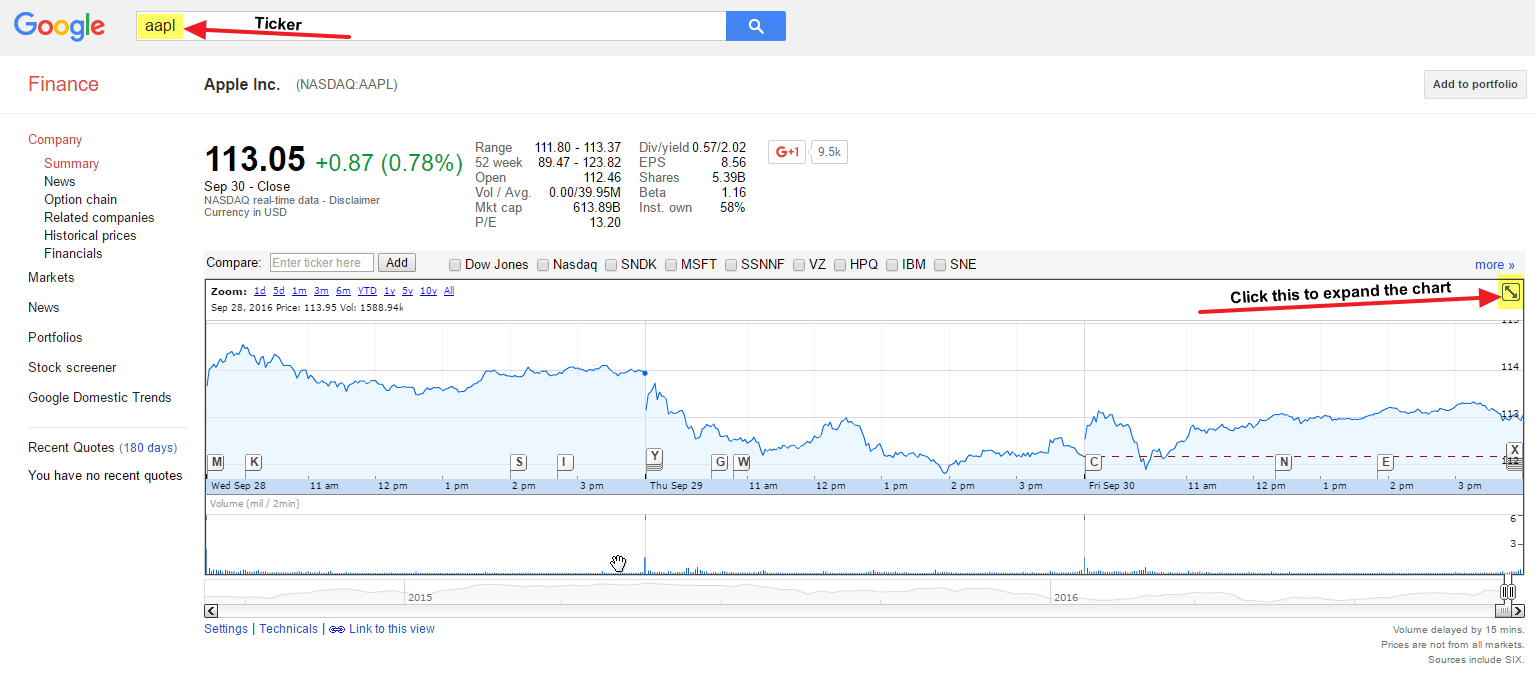 Google
aapl
Ticker
Finance
Apple Inc. (NASDAQ:AAPL)
Add to portfolio
Company
Summary
News
Option chain
Related companies
Historical prices
Financials
Markets
News
Portfolios
Stock screener
Google Domestic Trends
Recent Quotes (180 days)
You have no recent quotes
113.05 +0.87 (0.78%)
Sep 30 - Close
NASDAQ real-time data - Disclaimer
Currency in USD
Range 111.80 - 113.37
52 week 89.47 - 123.82
Open 112.46
Vol / Avg. 0.00/39.95M
Mkt cap 613.89B
P/E 13.20
Div/yield 0.57/2.02
EPS 8.56
Shares 5.39B
Beta 1.16
Inst. own 58%
G+1 9.5k
Compare: Enter ticker here Add Dow Jones Nasdaq SNDK MSFT SSNNF VZ HPQ IBM SNE more »
Zoom: 1d 5d 1m 3m 6m YTD 1y 5y 10y All
Click this to expand the chart
Sep 28, 2016 Price: 113.95 Vol: 1588.94k
115
114
113
112
M K S I Y G W C N E X
Wed Sep 28 11 am 12 pm 1 pm 2 pm 3 pm Thu Sep 29 11 am 12 pm 1 pm 2 pm 3 pm Fri Sep 30 11 am 12 pm 1 pm 2 pm 3 pm
Volume (mil / 2min)
6
3
2015 2016
Settings | Technicals | Link to this view
Volume delayed by 15 mins.
Prices are not from all markets.
Sources include SIX.